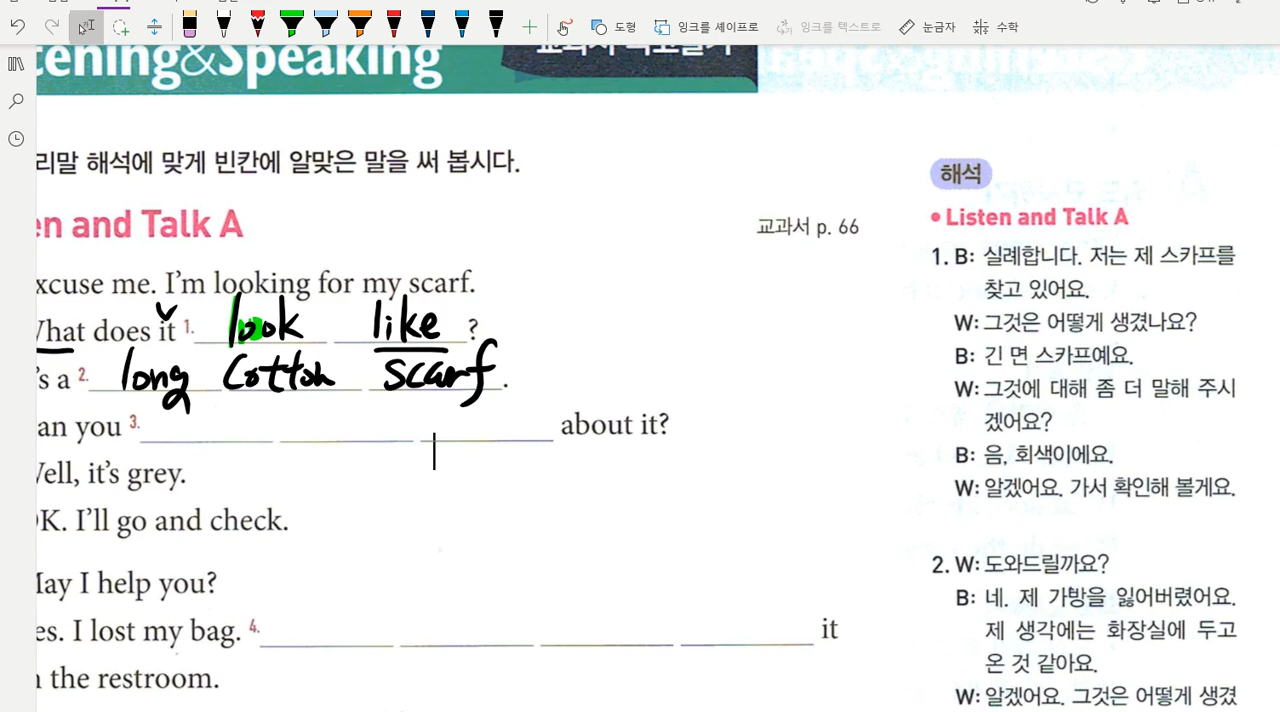 도형 잉크를 셰이프로 잉크를 텍스트로 눈금자 수학
tening&Speaking
리말 해석에 맞게 빈칸에 알맞은 말을 써 봅시다.
en and Talk A
교과서 p. 66
xcuse me. I'm looking for my scarf.
What does it 1. look like ?
's a 2. long cotton scarf.
an you 3. about it?
Well, it's grey.
OK. I'll go and check.
May I help you?
es. I lost my bag. 4. it
n the restroom.
해석
• Listen and Talk A
1. B: 실례합니다. 저는 제 스카프를
찾고 있어요.
W: 그것은 어떻게 생겼나요?
B: 긴 면 스카프예요.
W: 그것에 대해 좀 더 말해 주시
겠어요?
B: 음, 회색이에요.
W: 알겠어요. 가서 확인해 볼게요.
2. W: 도와드릴까요?
B: 네. 제 가방을 잃어버렸어요.
제 생각에는 화장실에 두고
온 것 같아요.
W: 알겠어요. 그것은 어떻게 생겼